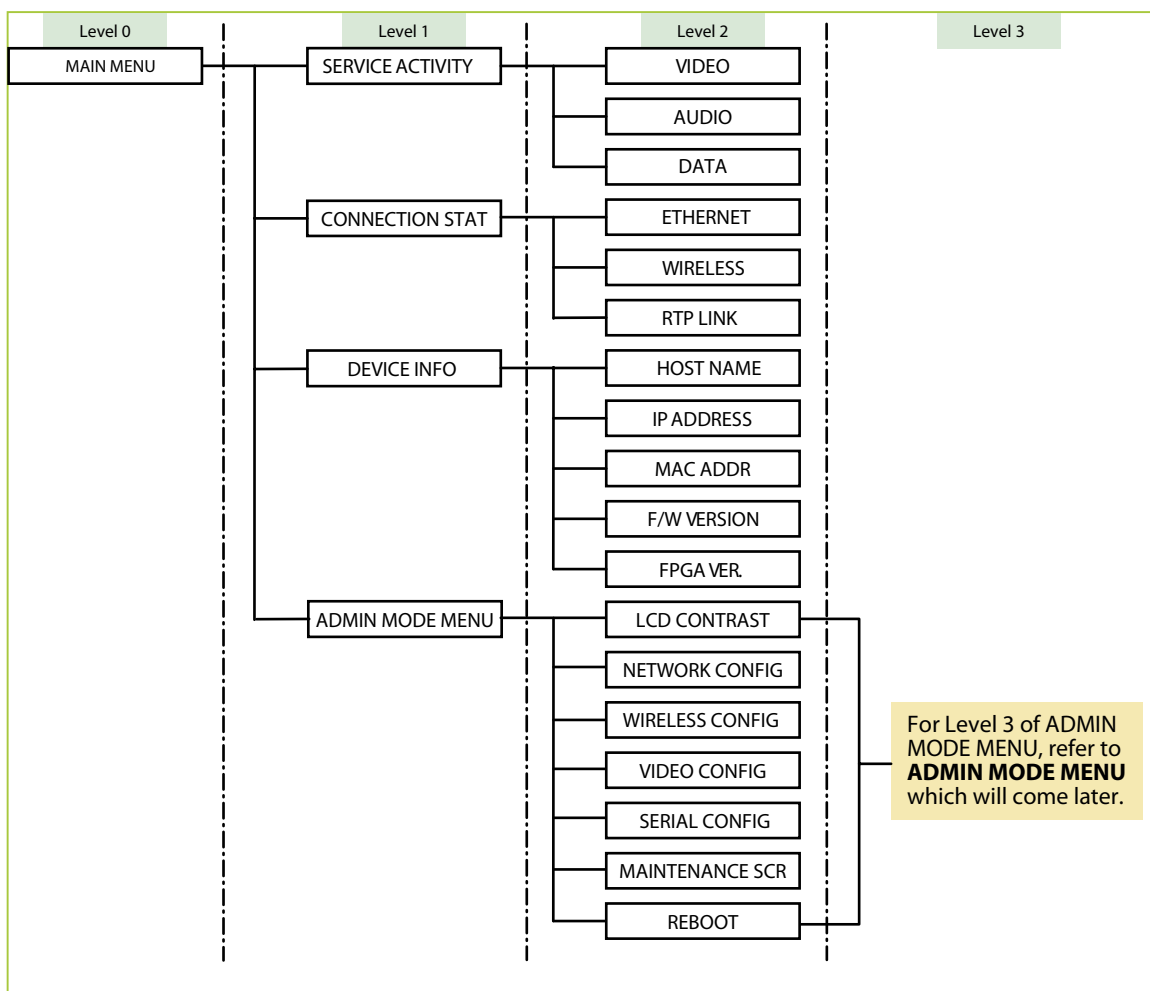 Level 0
Level 1
Level 2
Level 3
MAIN MENU
SERVICE ACTIVITY
VIDEO
AUDIO
DATA
CONNECTION STAT
ETHERNET
WIRELESS
RTP LINK
DEVICE INFO
HOST NAME
IP ADDRESS
MAC ADDR
F/W VERSION
FPGA VER.
ADMIN MODE MENU
LCD CONTRAST
NETWORK CONFIG
WIRELESS CONFIG
VIDEO CONFIG
SERIAL CONFIG
MAINTENANCE SCR
REBOOT
For Level 3 of ADMIN
MODE MENU, refer to
ADMIN MODE MENU
which will come later.